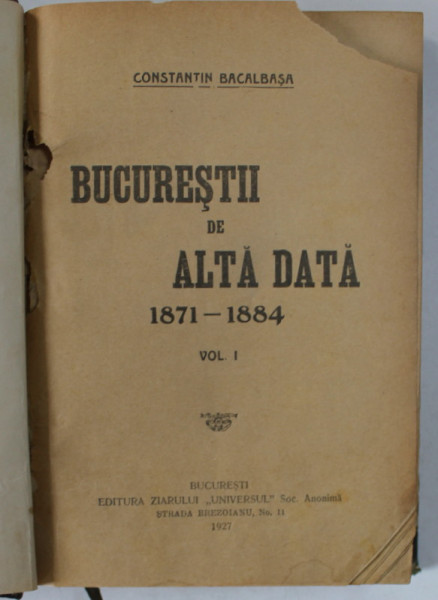 CONSTANTIN BACALBAŞA
BUCUREŞTII
DE
ALTĂ DATĂ
1871 — 1884
VOL. I
BUCUREŞTI
EDITURA ZIARULUI „UNIVERSUL" Soc. Anonimă
STRADA BREZOIANU, No. 11
1927